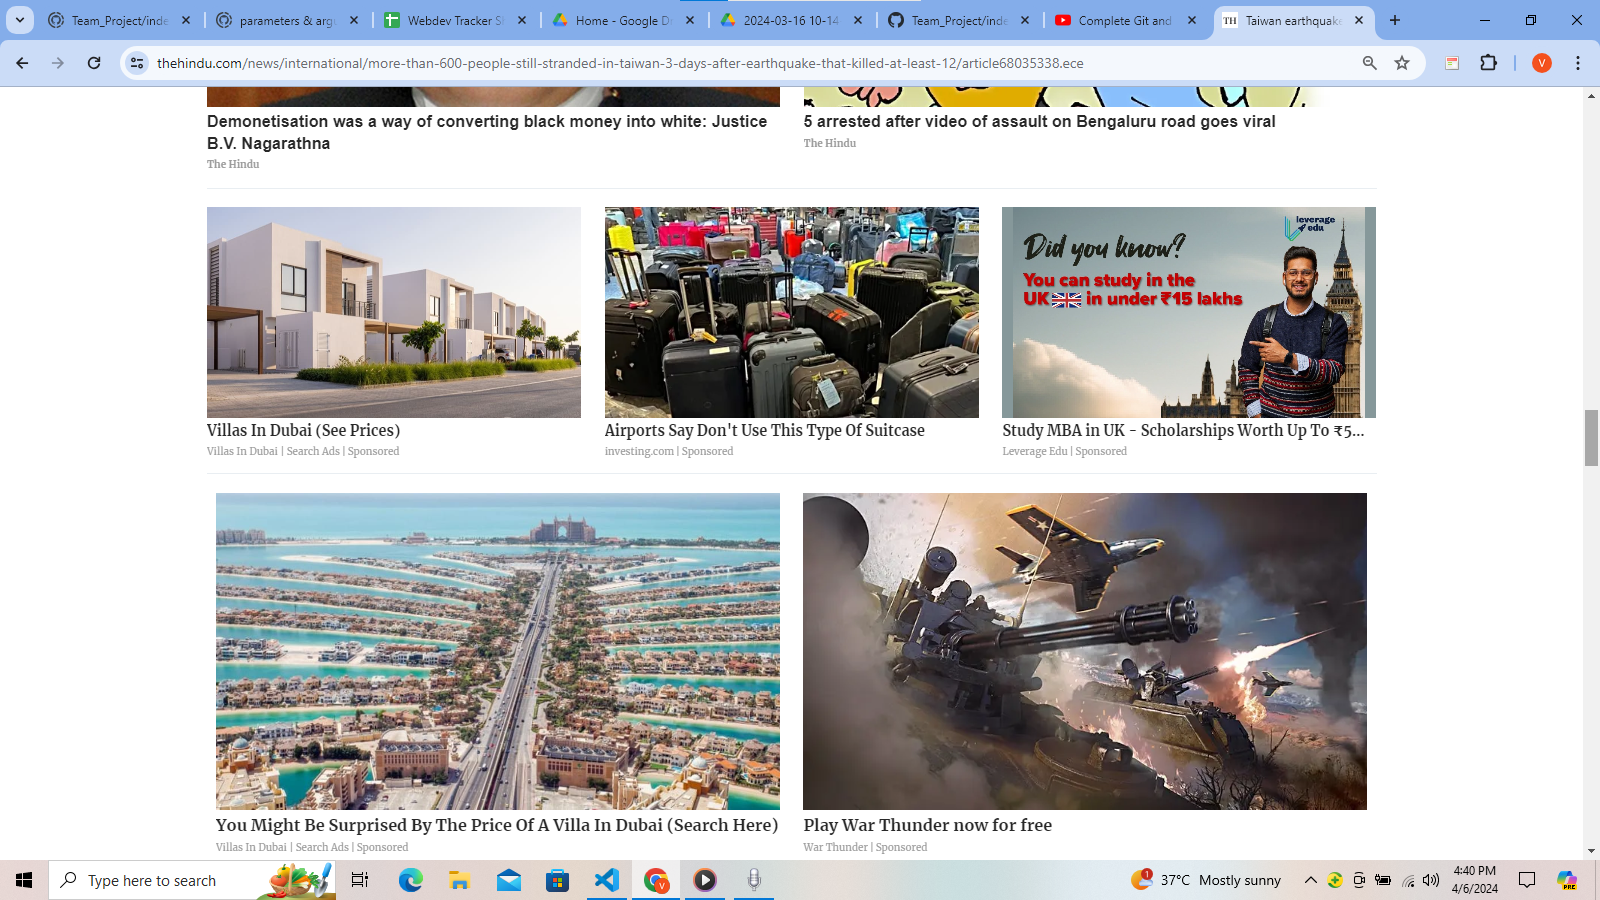 Team_Project/inde
parameters & argu
Webdev Tracker Sh
Home - Google Dr
2024-03-16 10-14
Team_Project/inde
Complete Git and
TH
Taiwan earthquake
thehindu.com/news/international/more-than-600-people-still-stranded-in-taiwan-3-days-after-earthquake-that-killed-at-least-12/article68035338.ece
V
Demonetisation was a way of converting black money into white: Justice
B.V. Nagarathna
The Hindu
5 arrested after video of assault on Bengaluru road goes viral
The Hindu
leverage
edu
Did you know?
You can study in the
UK in under ₹15 lakhs
Villas In Dubai (See Prices)
Villas In Dubai | Search Ads | Sponsored
Airports Say Don't Use This Type Of Suitcase
investing.com | Sponsored
Study MBA in UK - Scholarships Worth Up To ₹5...
Leverage Edu | Sponsored
You Might Be Surprised By The Price Of A Villa In Dubai (Search Here)
Villas In Dubai | Search Ads | Sponsored
Play War Thunder now for free
War Thunder | Sponsored
Type here to search
V
1
37°C Mostly sunny
4:40 PM
4/6/2024
PRE